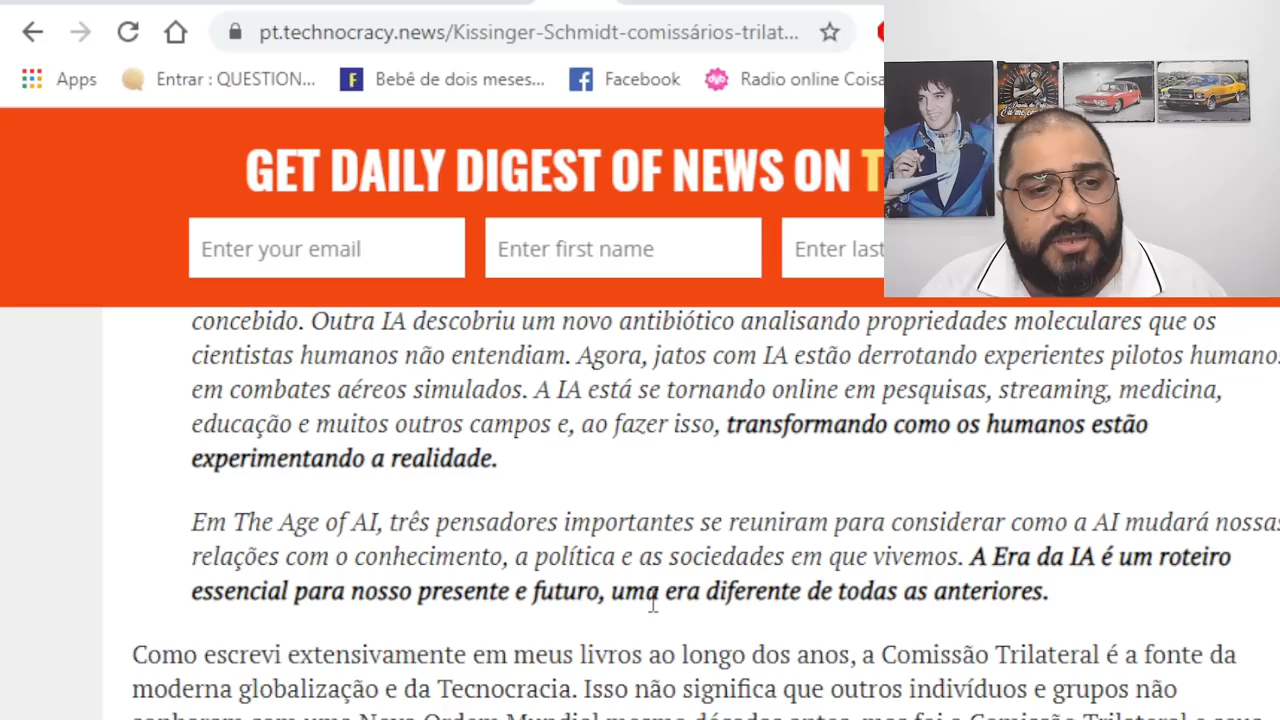 pt.technocracy.news/Kissinger-Schmidt-comissários-trilat...
Apps
Entrar : QUESTION...
Bebê de dois meses...
Facebook
Radio online Coisa
GET DAILY DIGEST OF NEWS ON T
Enter your email
Enter first name
Enter last
concebido. Outra IA descobriu um novo antibiótico analisando propriedades moleculares que os
cientistas humanos não entendiam. Agora, jatos com IA estão derrotando experientes pilotos humanos
em combates aéreos simulados. A IA está se tornando online em pesquisas, streaming, medicina,
educação e muitos outros campos e, ao fazer isso, transformando como os humanos estão
experimentando a realidade.
Em The Age of AI, três pensadores importantes se reuniram para considerar como a AI mudará nossas
relações com o conhecimento, a política e as sociedades em que vivemos. A Era da IA é um roteiro
essencial para nosso presente e futuro, uma era diferente de todas as anteriores.
Como escrevi extensivamente em meus livros ao longo dos anos, a Comissão Trilateral é a fonte da
moderna globalização e da Tecnocracia. Isso não significa que outros indivíduos e grupos não